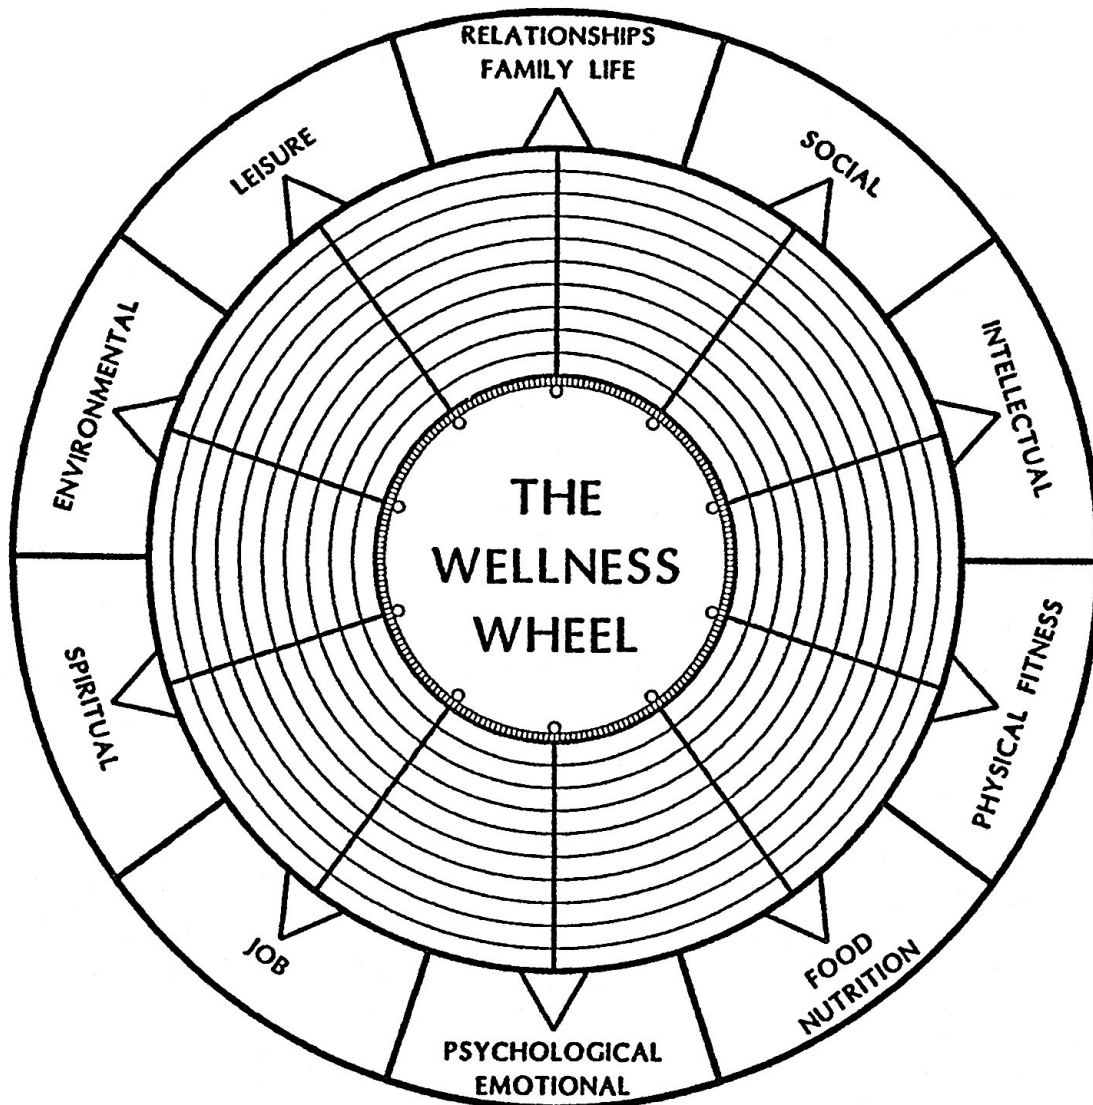 RELATIONSHIPS
FAMILY LIFE
SOCIAL
INTELLECTUAL
PHYSICAL FITNESS
FOOD
NUTRITION
PSYCHOLOGICAL
EMOTIONAL
JOB
SPIRITUAL
ENVIRONMENTAL
LEISURE
THE
WELLNESS
WHEEL